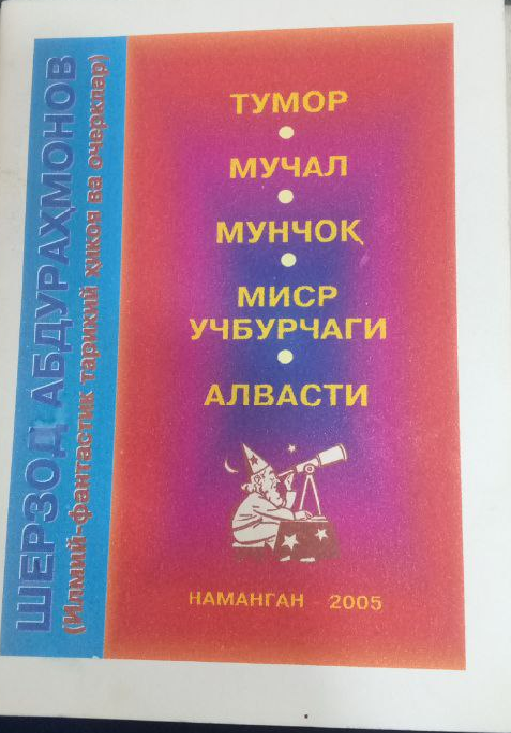 ШЕРЗОД АБДУРАҲМОНОВ
(Илмий-фантастик тарихий ҳикоя ва очерклар)
ТУМОР
МУЧАЛ
МУНЧОҚ
МИСР
УЧБУРЧАГИ
АЛВАСТИ
НАМАНГАН 2005